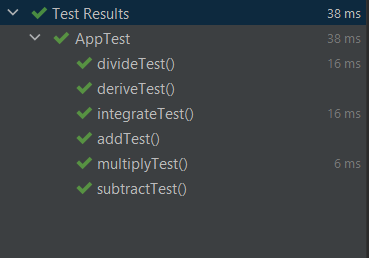 Test Results 38 ms
AppTest 38 ms
divideTest() 16 ms
deriveTest()
integrateTest() 16 ms
addTest()
multiplyTest() 6 ms
subtractTest()